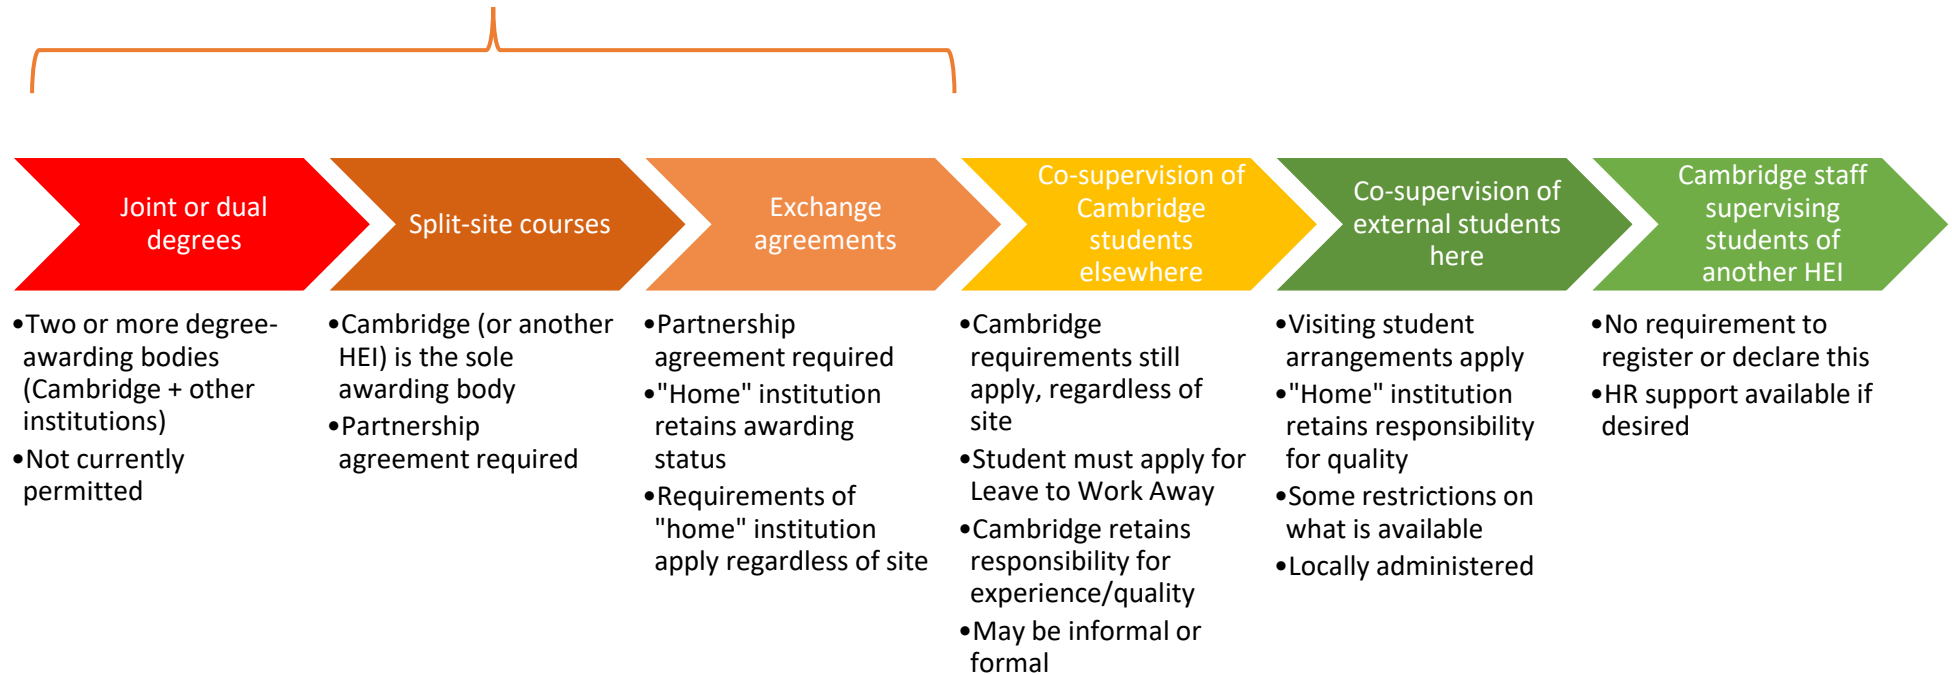 Joint or dual
degrees
Split-site courses
Exchange
agreements
Co-supervision of
Cambridge
students
elsewhere
Co-supervision of
external students
here
Cambridge staff
supervising
students of
another HEI
•Two or more degree-
awarding bodies
(Cambridge + other
institutions)
•Not currently
permitted
•Cambridge (or another
HEI) is the sole
awarding body
•Partnership
agreement required
•Partnership
agreement required
•"Home" institution
retains awarding
status
•Requirements of
"home" institution
apply regardless of site
•Cambridge
requirements still
apply, regardless of
site
•Student must apply for
Leave to Work Away
•Cambridge retains
responsibility for
experience/quality
•May be informal or
formal
•Visiting student
arrangements apply
•"Home" institution
retains responsibility
for quality
•Some restrictions on
what is available
•Locally administered
•No requirement to
register or declare this
•HR support available if
desired